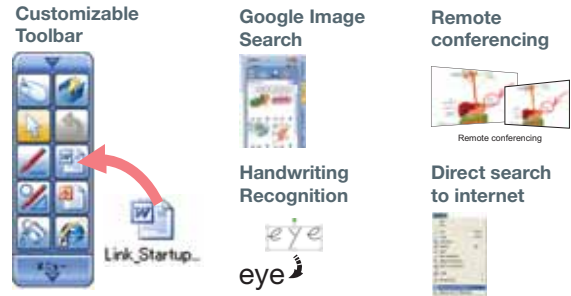 Customizable
Toolbar
Link_Startup...
Google Image
Search
Handwriting
Recognition
eye
eye
Remote
conferencing
Remote conferencing
Direct search
to internet